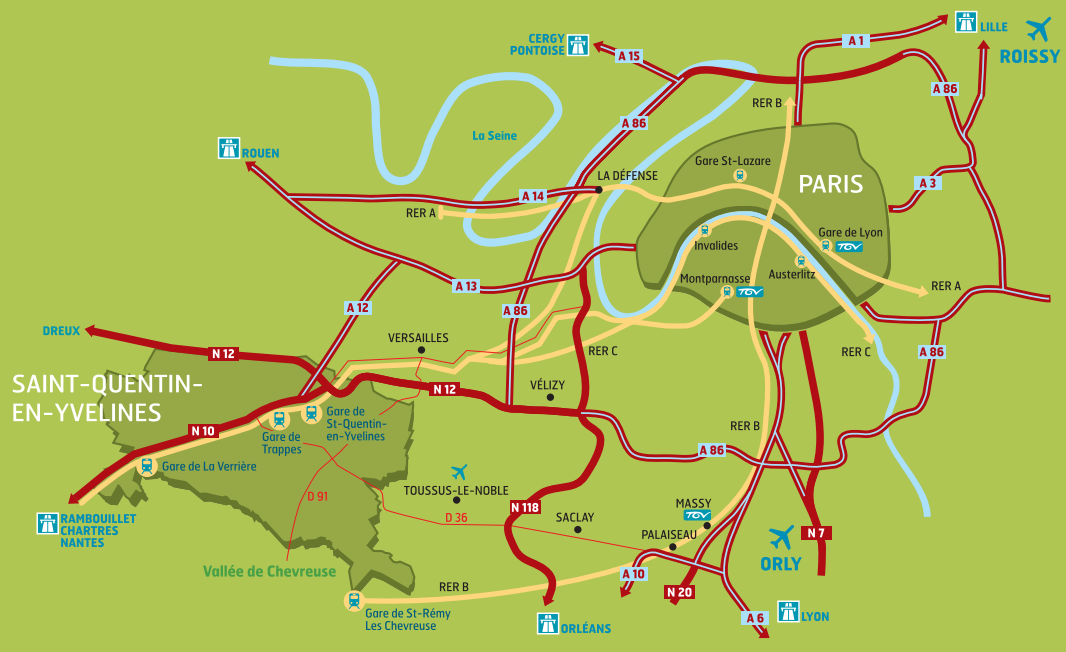 A 1
LILLE
ROISSY
CERGY
PONTOISE
A 15
A 86
RER B
A 86
La Seine
ROUEN
Gare St-Lazare
LA DÉFENSE
PARIS
A 3
A 14
RER A
Gare de Lyon
TGV
Invalides
Austerlitz
Montparnasse
TGV
A 13
RER A
A 12
A 86
DREUX
VERSAILLES
RER C
RER C
A 86
N 12
SAINT-QUENTIN-
EN-YVELINES
N 12
VÉLIZY
N 10
Gare de
St-Quentin-
en-Yvelines
Gare de
Trappes
RER B
A 86
Gare de La Verrière
TOUSSUS-LE-NOBLE
D 91
N 118
D 36
SACLAY
MASSY
TGV
PALAISEAU
N 7
RAMBOUILLET
CHARTRES
NANTES
ORLY
Vallée de Chevreuse
A 10
RER B
N 20
Gare de St-Rémy
Les Chevreuse
ORLÉANS
A 6
LYON